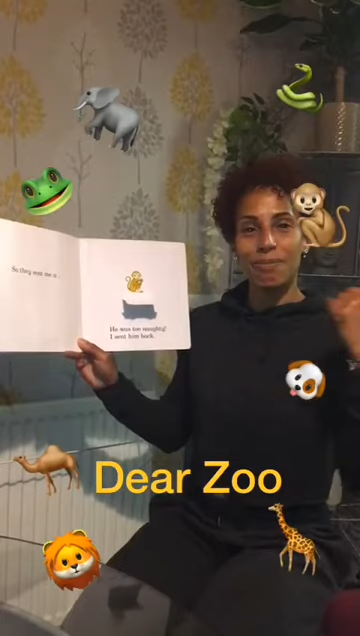 So they sent me a...
He was too naughty!
I sent him back.
Dear Zoo